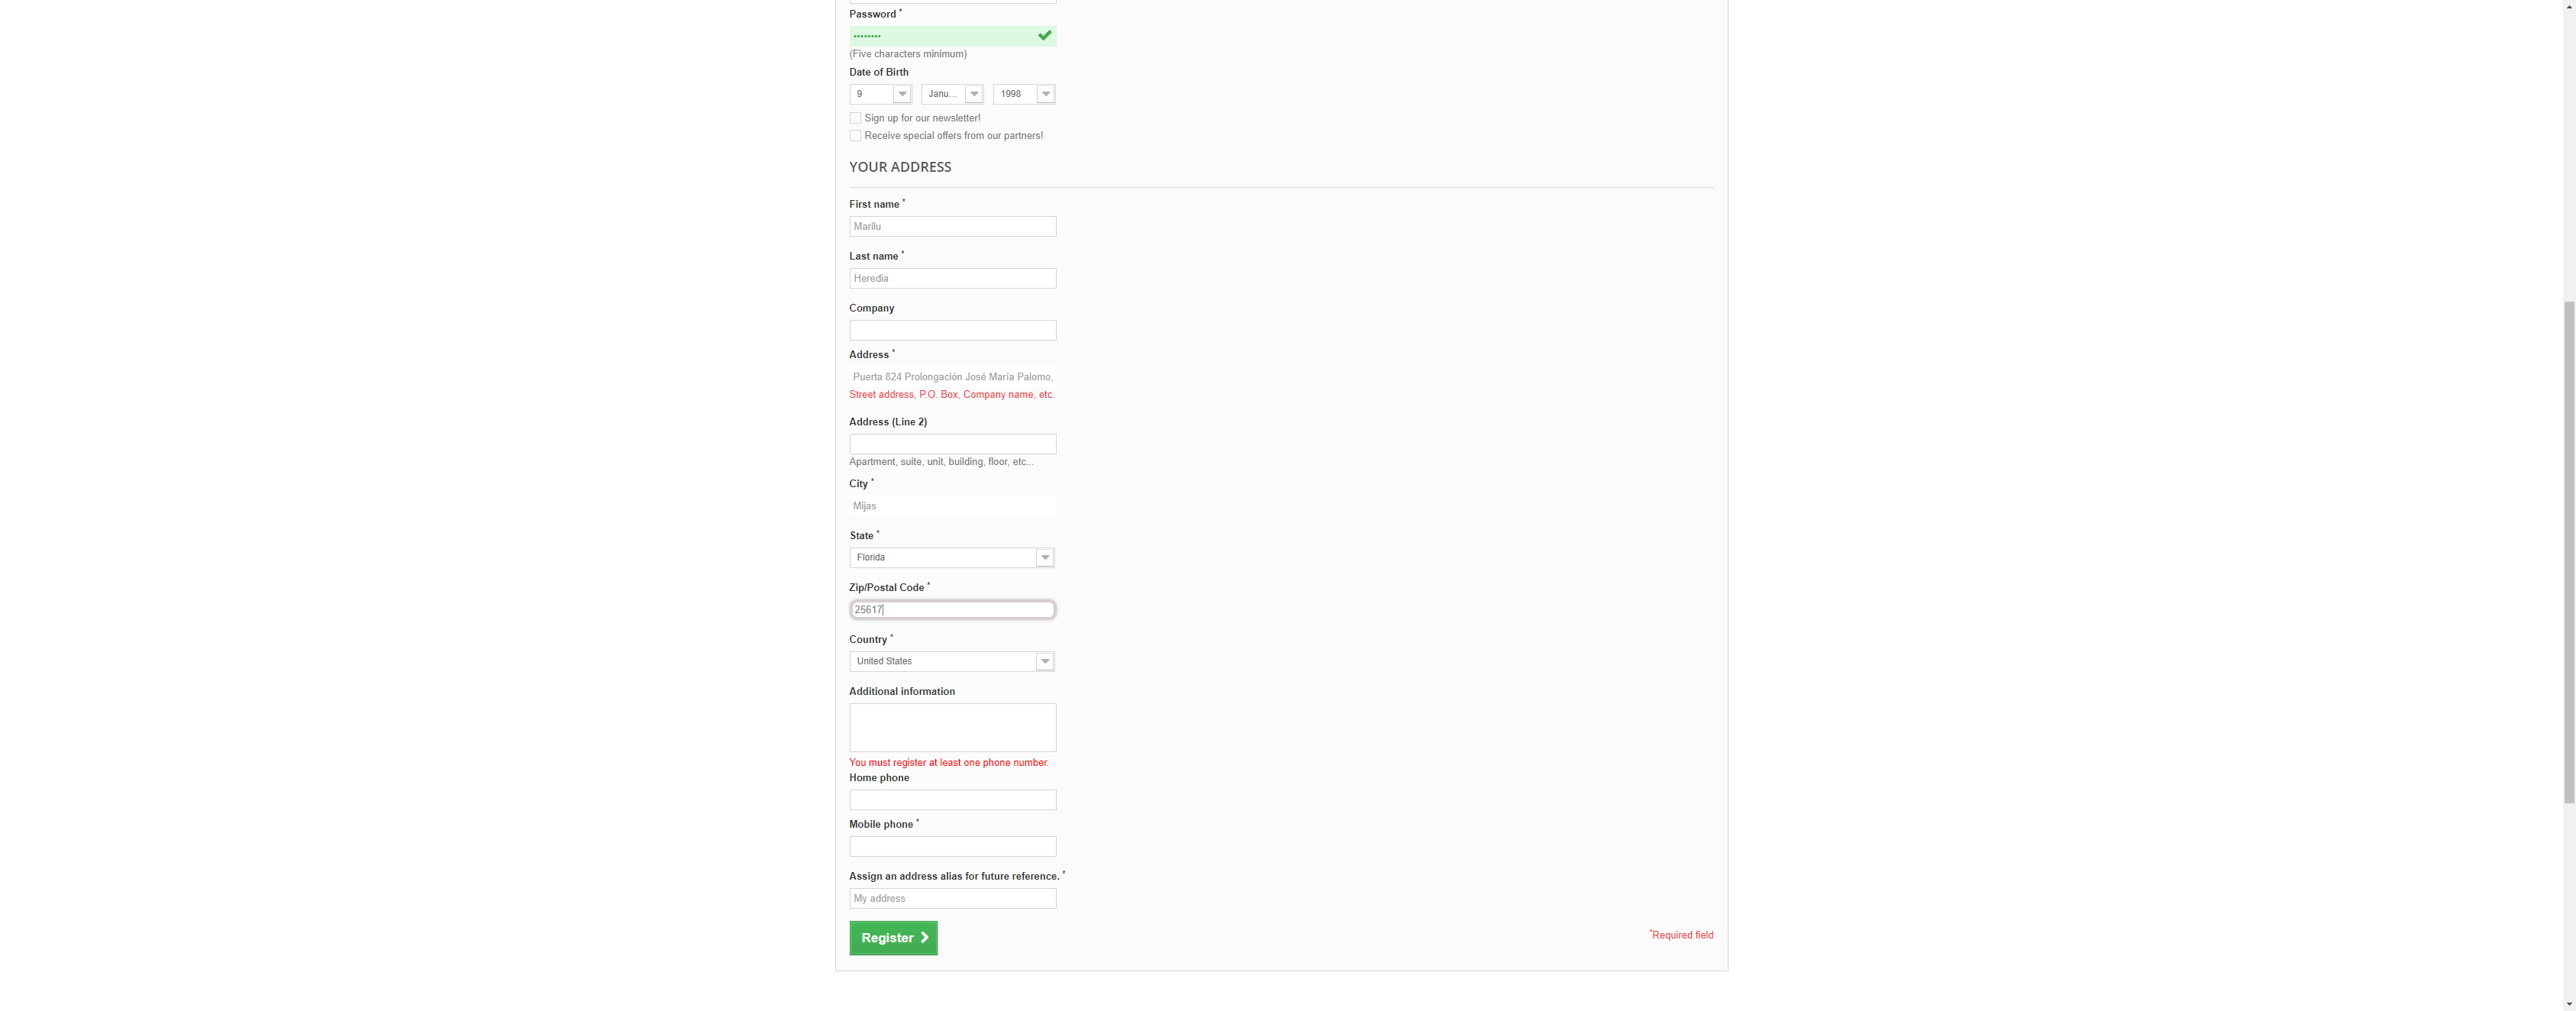 Password *
••••••••
(Five characters minimum)
Date of Birth
9 Janu... 1998
Sign up for our newsletter!
Receive special offers from our partners!
YOUR ADDRESS
First name *
Marilu
Last name *
Heredia
Company
Address *
Puerta 824 Prolongación José María Palomo,
Street address, P.O. Box, Company name, etc.
Address (Line 2)
Apartment, suite, unit, building, floor, etc...
City *
Mijas
State *
Florida
Zip/Postal Code *
25617
Country *
United States
Additional information
You must register at least one phone number.
Home phone
Mobile phone *
Assign an address alias for future reference. *
My address
Register
*Required field